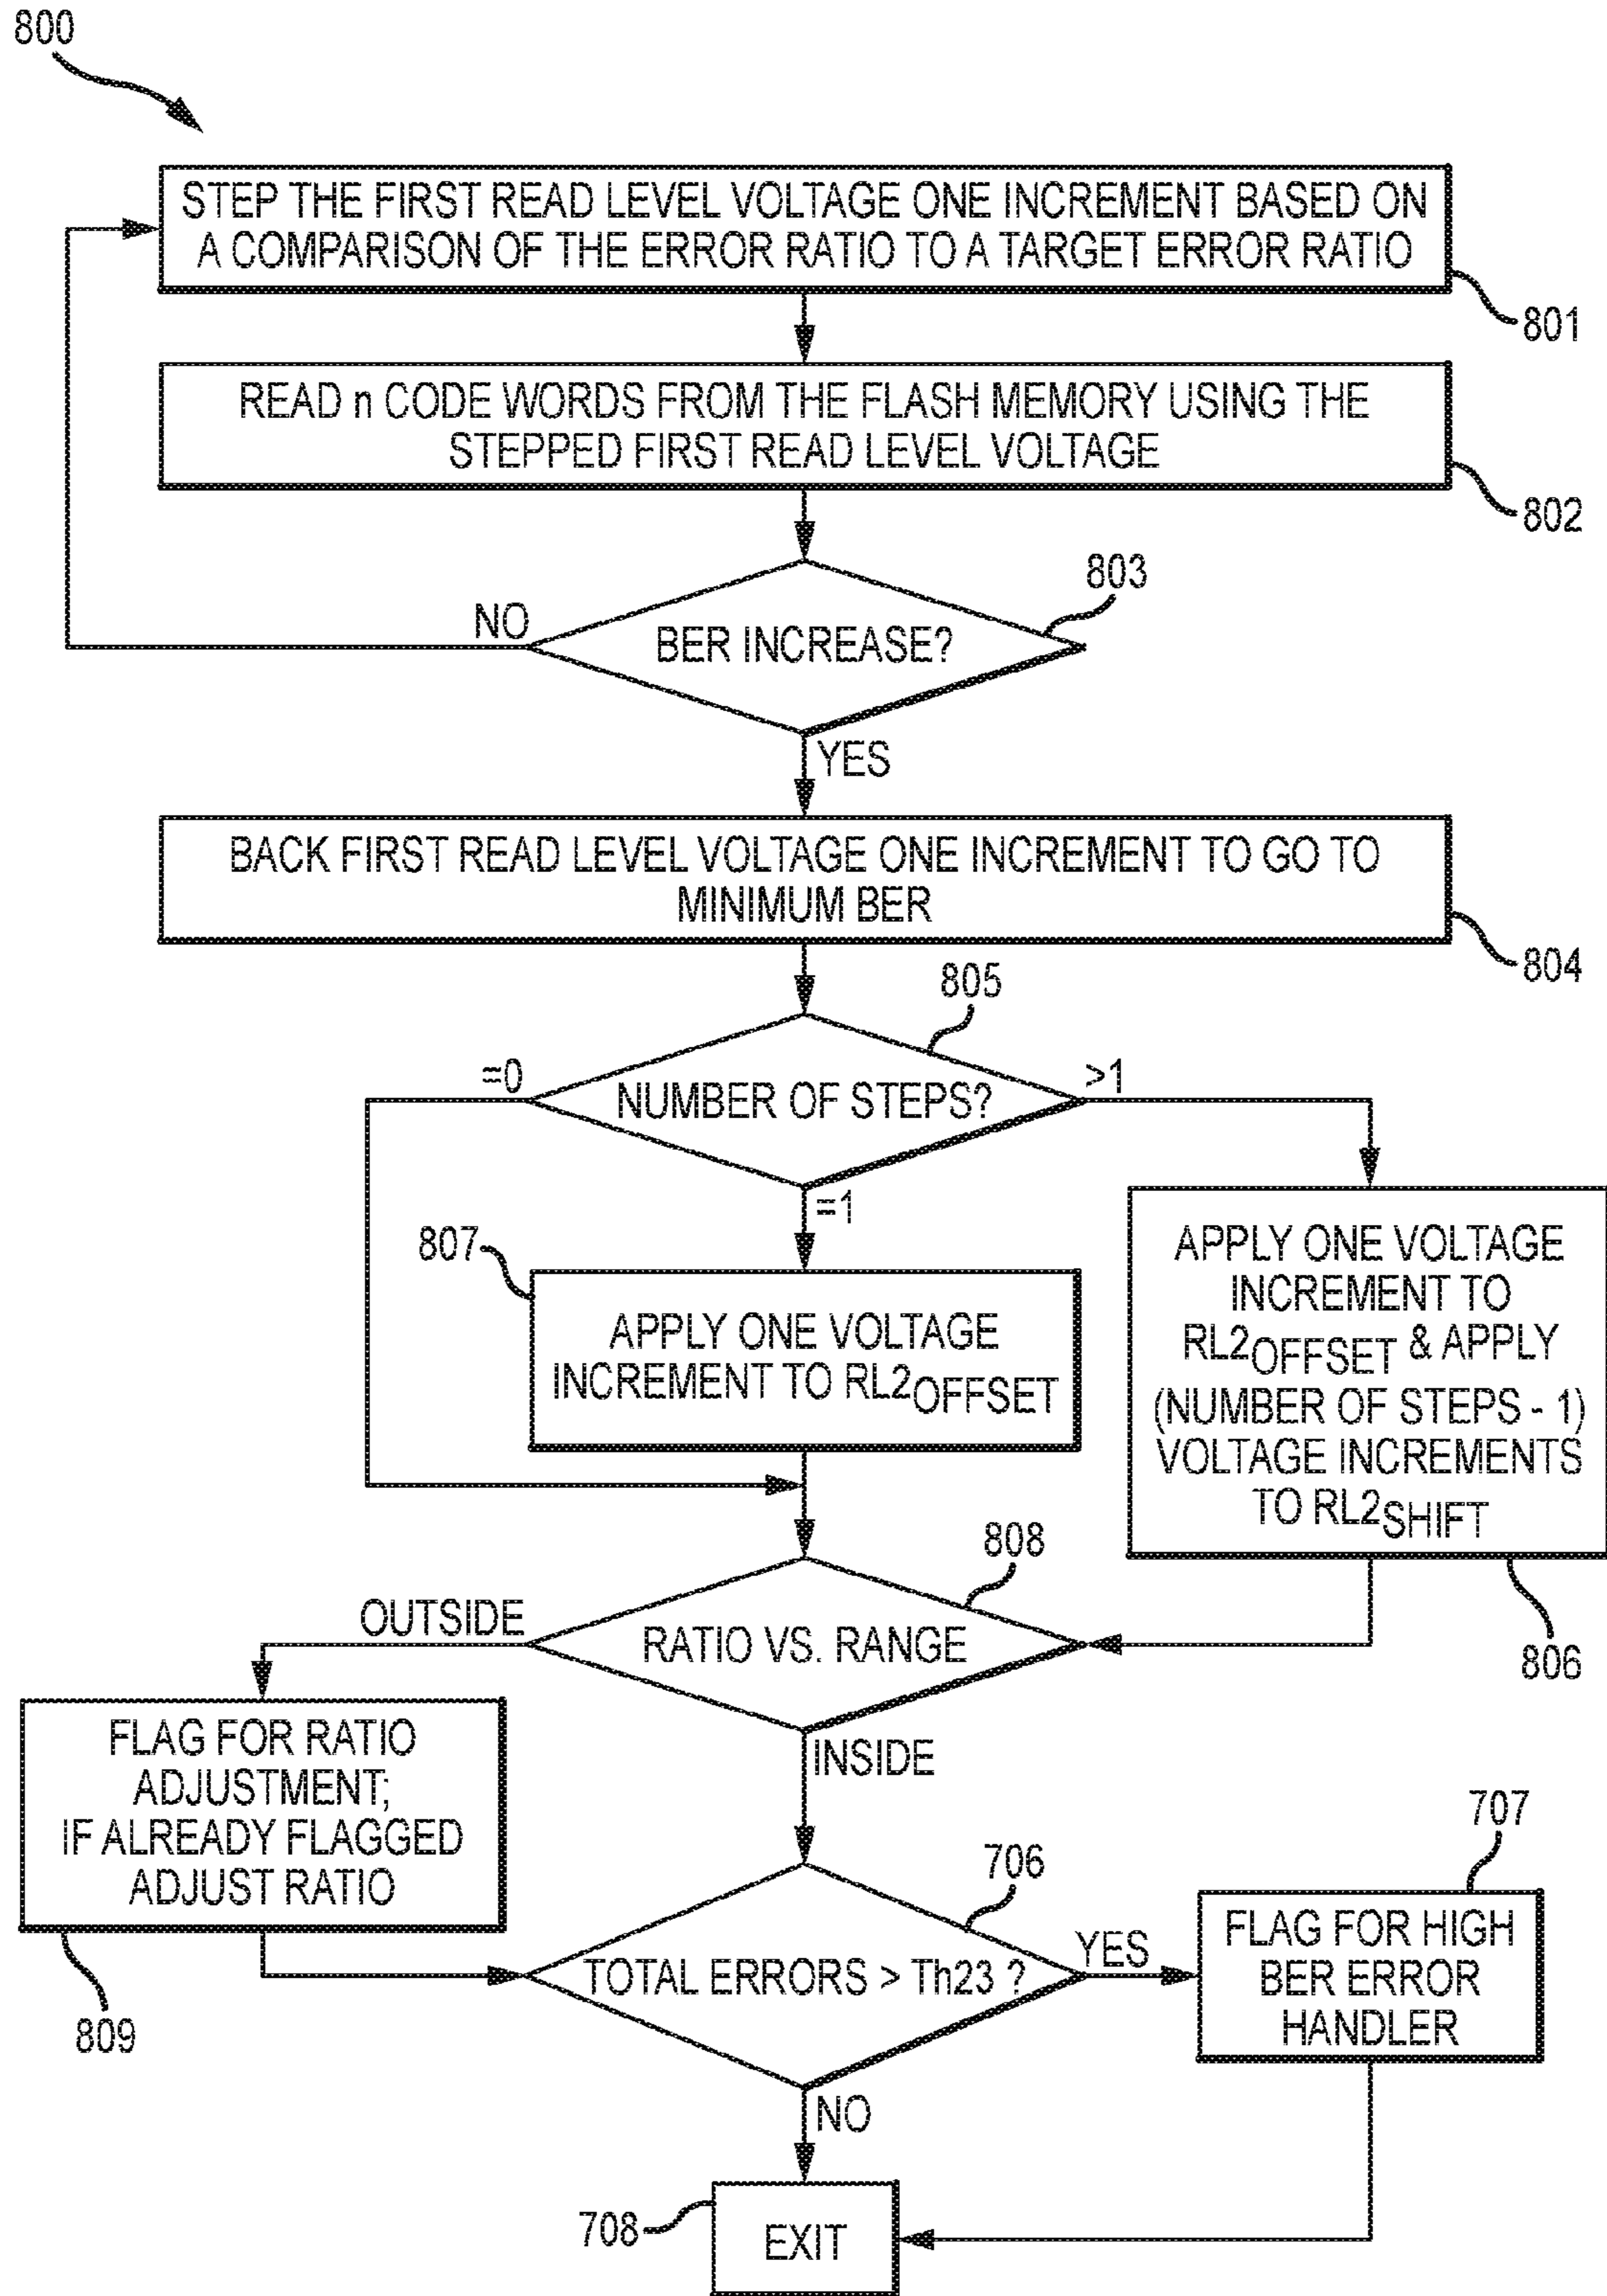 800
STEP THE FIRST READ LEVEL VOLTAGE ONE INCREMENT BASED ON
A COMPARISON OF THE ERROR RATIO TO A TARGET ERROR RATIO
801
READ n CODE WORDS FROM THE FLASH MEMORY USING THE
STEPPED FIRST READ LEVEL VOLTAGE
802
803
NO
BER INCREASE?
YES
BACK FIRST READ LEVEL VOLTAGE ONE INCREMENT TO GO TO
MINIMUM BER
804
805
=0
NUMBER OF STEPS?
>1
=1
807
APPLY ONE VOLTAGE
INCREMENT TO RL2OFFSET
APPLY ONE VOLTAGE
INCREMENT TO
RL2OFFSET & APPLY
(NUMBER OF STEPS - 1)
VOLTAGE INCREMENTS
TO RL2SHIFT
806
808
OUTSIDE
RATIO VS. RANGE
INSIDE
FLAG FOR RATIO
ADJUSTMENT;
IF ALREADY FLAGGED
ADJUST RATIO
809
706
TOTAL ERRORS > Th23 ?
YES
707
FLAG FOR HIGH
BER ERROR
HANDLER
NO
708
EXIT